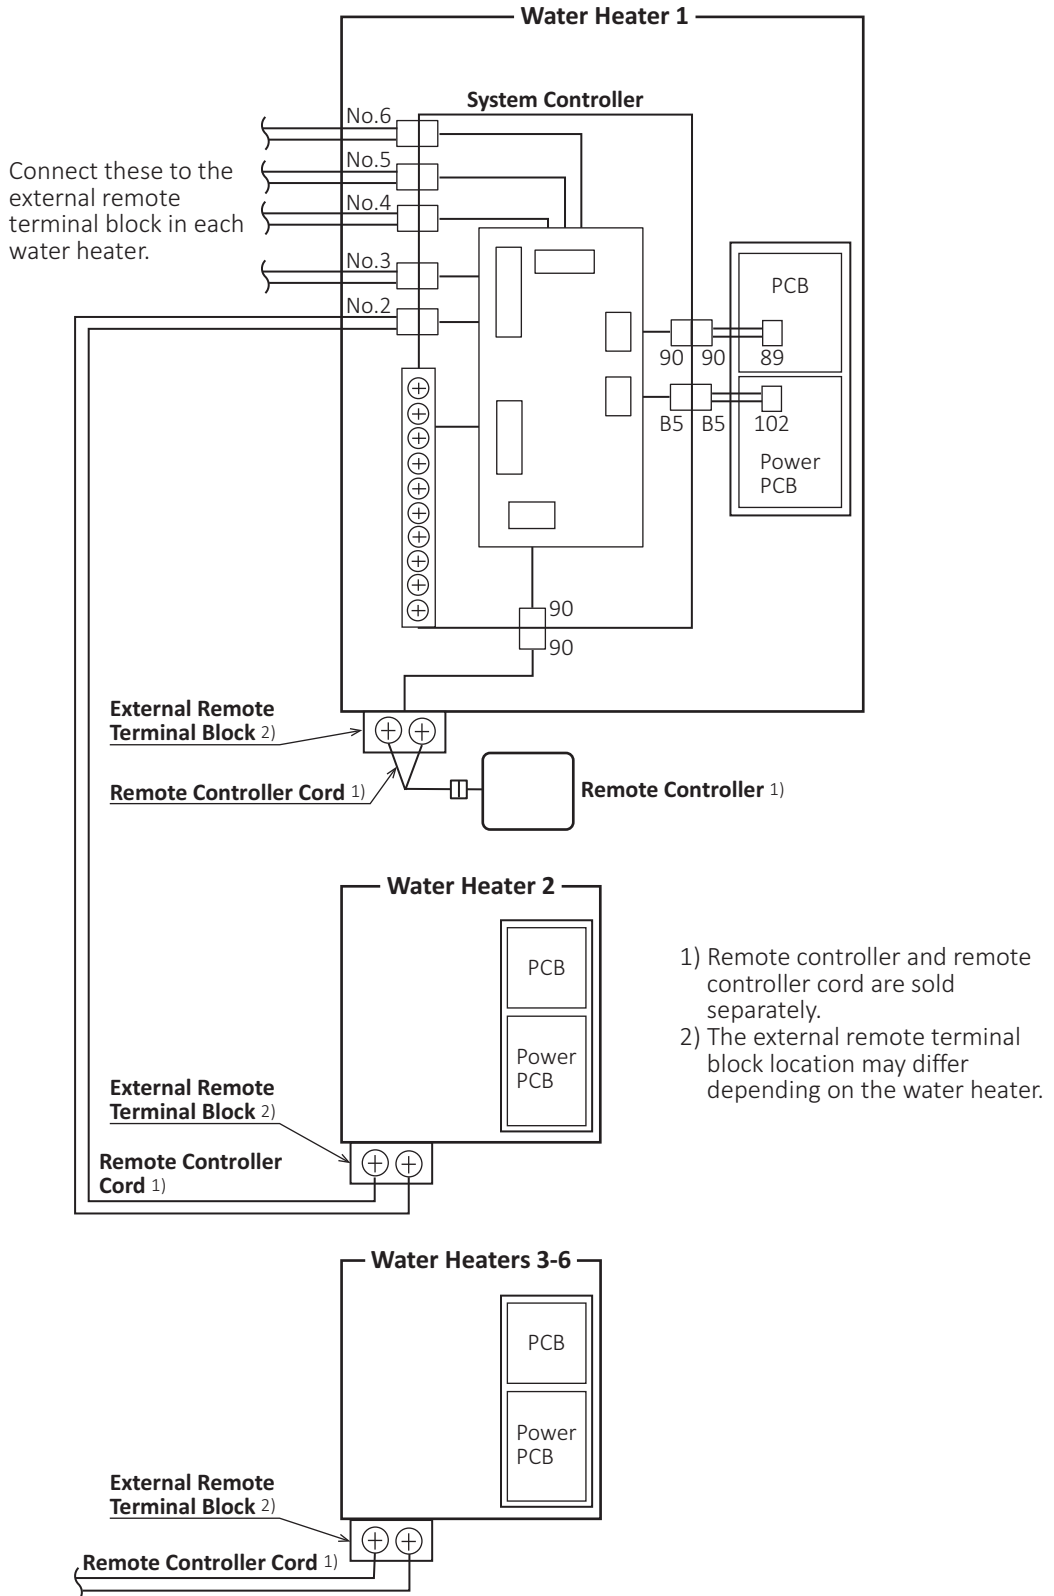 Water Heater 1
System Controller
No.6
No.5
No.4
No.3
No.2
Connect these to the
external remote
terminal block in each
water heater.
PCB
90 90 89
B5 B5 102
Power
PCB
90
90
External Remote
Terminal Block 2)
Remote Controller Cord 1)
Remote Controller 1)
Water Heater 2
PCB
Power
PCB
External Remote
Terminal Block 2)
Remote Controller
Cord 1)
1) Remote controller and remote
controller cord are sold
separately.
2) The external remote terminal
block location may differ
depending on the water heater.
Water Heaters 3-6
PCB
Power
PCB
External Remote
Terminal Block 2)
Remote Controller Cord 1)